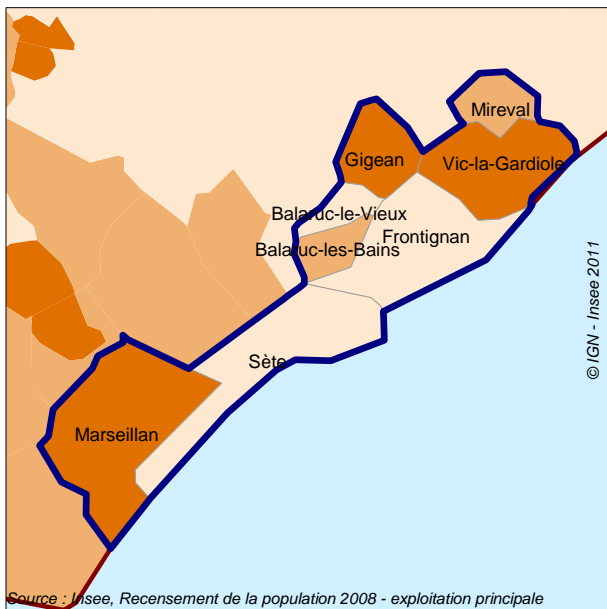 Mireval
Gigean
Vic-la-Gardiole
Balaruc-le-Vieux
Frontignan
Balaruc-les-Bains
Sète
Marseillan
© IGN - Insee 2011
Source : Insee, Recensement de la population 2008 - exploitation principale